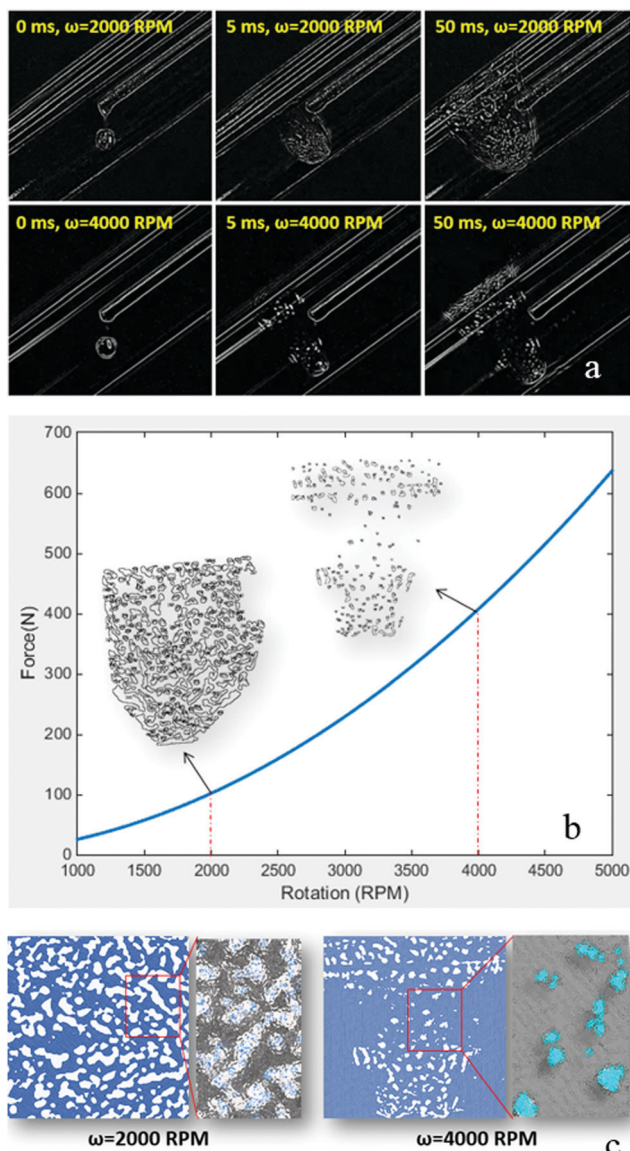 0 ms, ω=2000 RPM
5 ms, ω=2000 RPM
50 ms, ω=2000 RPM
0 ms, ω=4000 RPM
5 ms, ω=4000 RPM
50 ms, ω=4000 RPM
a
700
600
500
400
300
200
100
0
Force(N)
1000
1500
2000
2500
3000
3500
4000
4500
5000
Rotation (RPM)
b
ω=2000 RPM
ω=4000 RPM
c